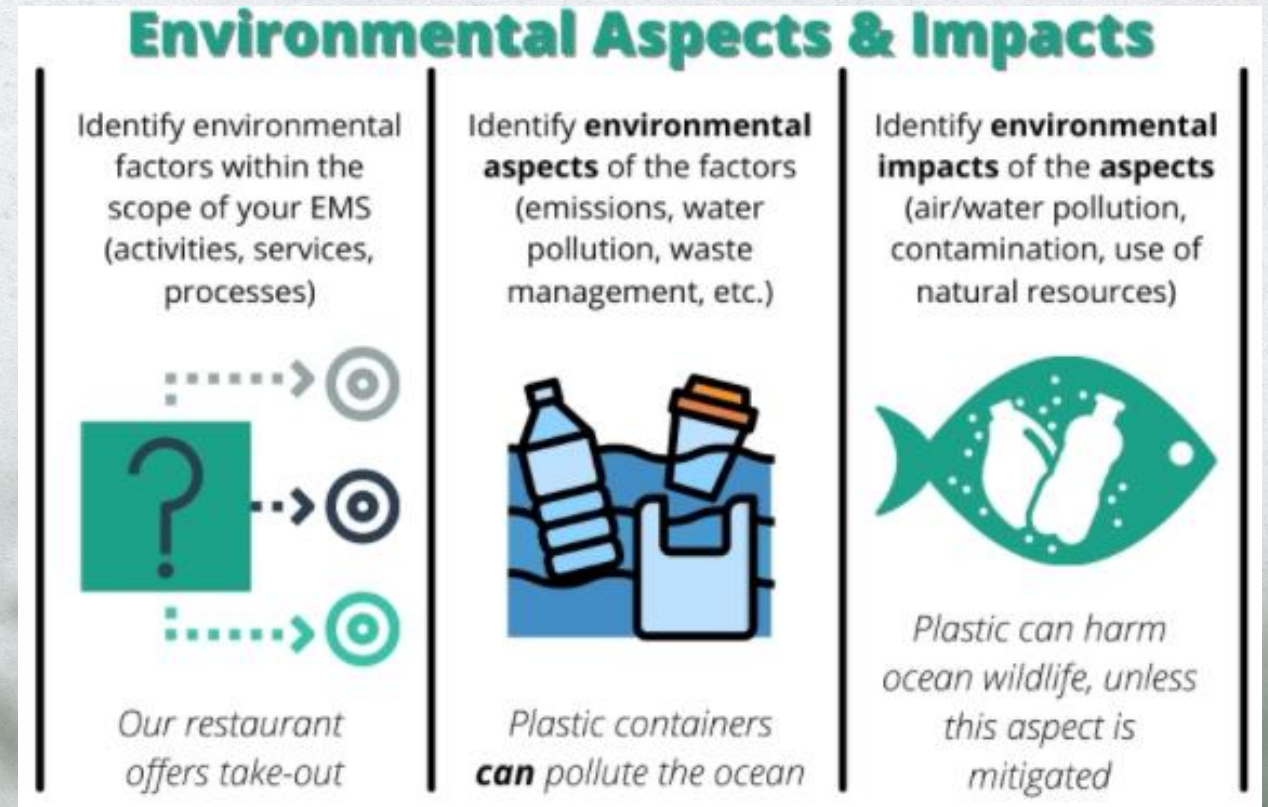 Environmental Aspects & Impacts
Identify environmental
factors within the
scope of your EMS
(activities, services,
processes)
?
Our restaurant
offers take-out
Identify environmental
aspects of the factors
(emissions, water
pollution, waste
management, etc.)
Plastic containers
can pollute the ocean
Identify environmental
impacts of the aspects
(air/water pollution,
contamination, use of
natural resources)
Plastic can harm
ocean wildlife, unless
this aspect is
mitigated